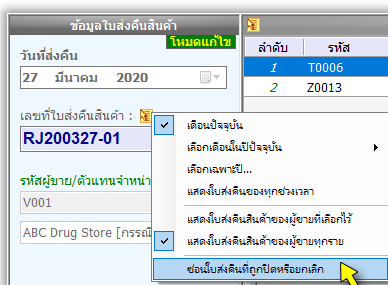 ข้อมูลใบส่งคืนสินค้า
โหมดแก้ไข
วันที่ส่งคืน
27 มีนาคม 2020
เลขที่ใบส่งคืนสินค้า :
RJ200327-01
รหัสผู้ขาย/ตัวแทนจำหน่า
V001
ABC Drug Store [กรณี
ลำดับ รหัส
1 T0006
2 Z0013
เดือนปัจจุบัน
เลือกเดือนในปีปัจจุบัน
เลือกเฉพาะปี...
แสดงใบส่งคืนของทุกช่วงเวลา
แสดงใบส่งคืนสินค้าของผู้ขายที่เลือกไว้
แสดงใบส่งคืนสินค้าของผู้ขายทุกราย
ซ่อนใบส่งคืนที่ถูกปิดหรือยกเลิก